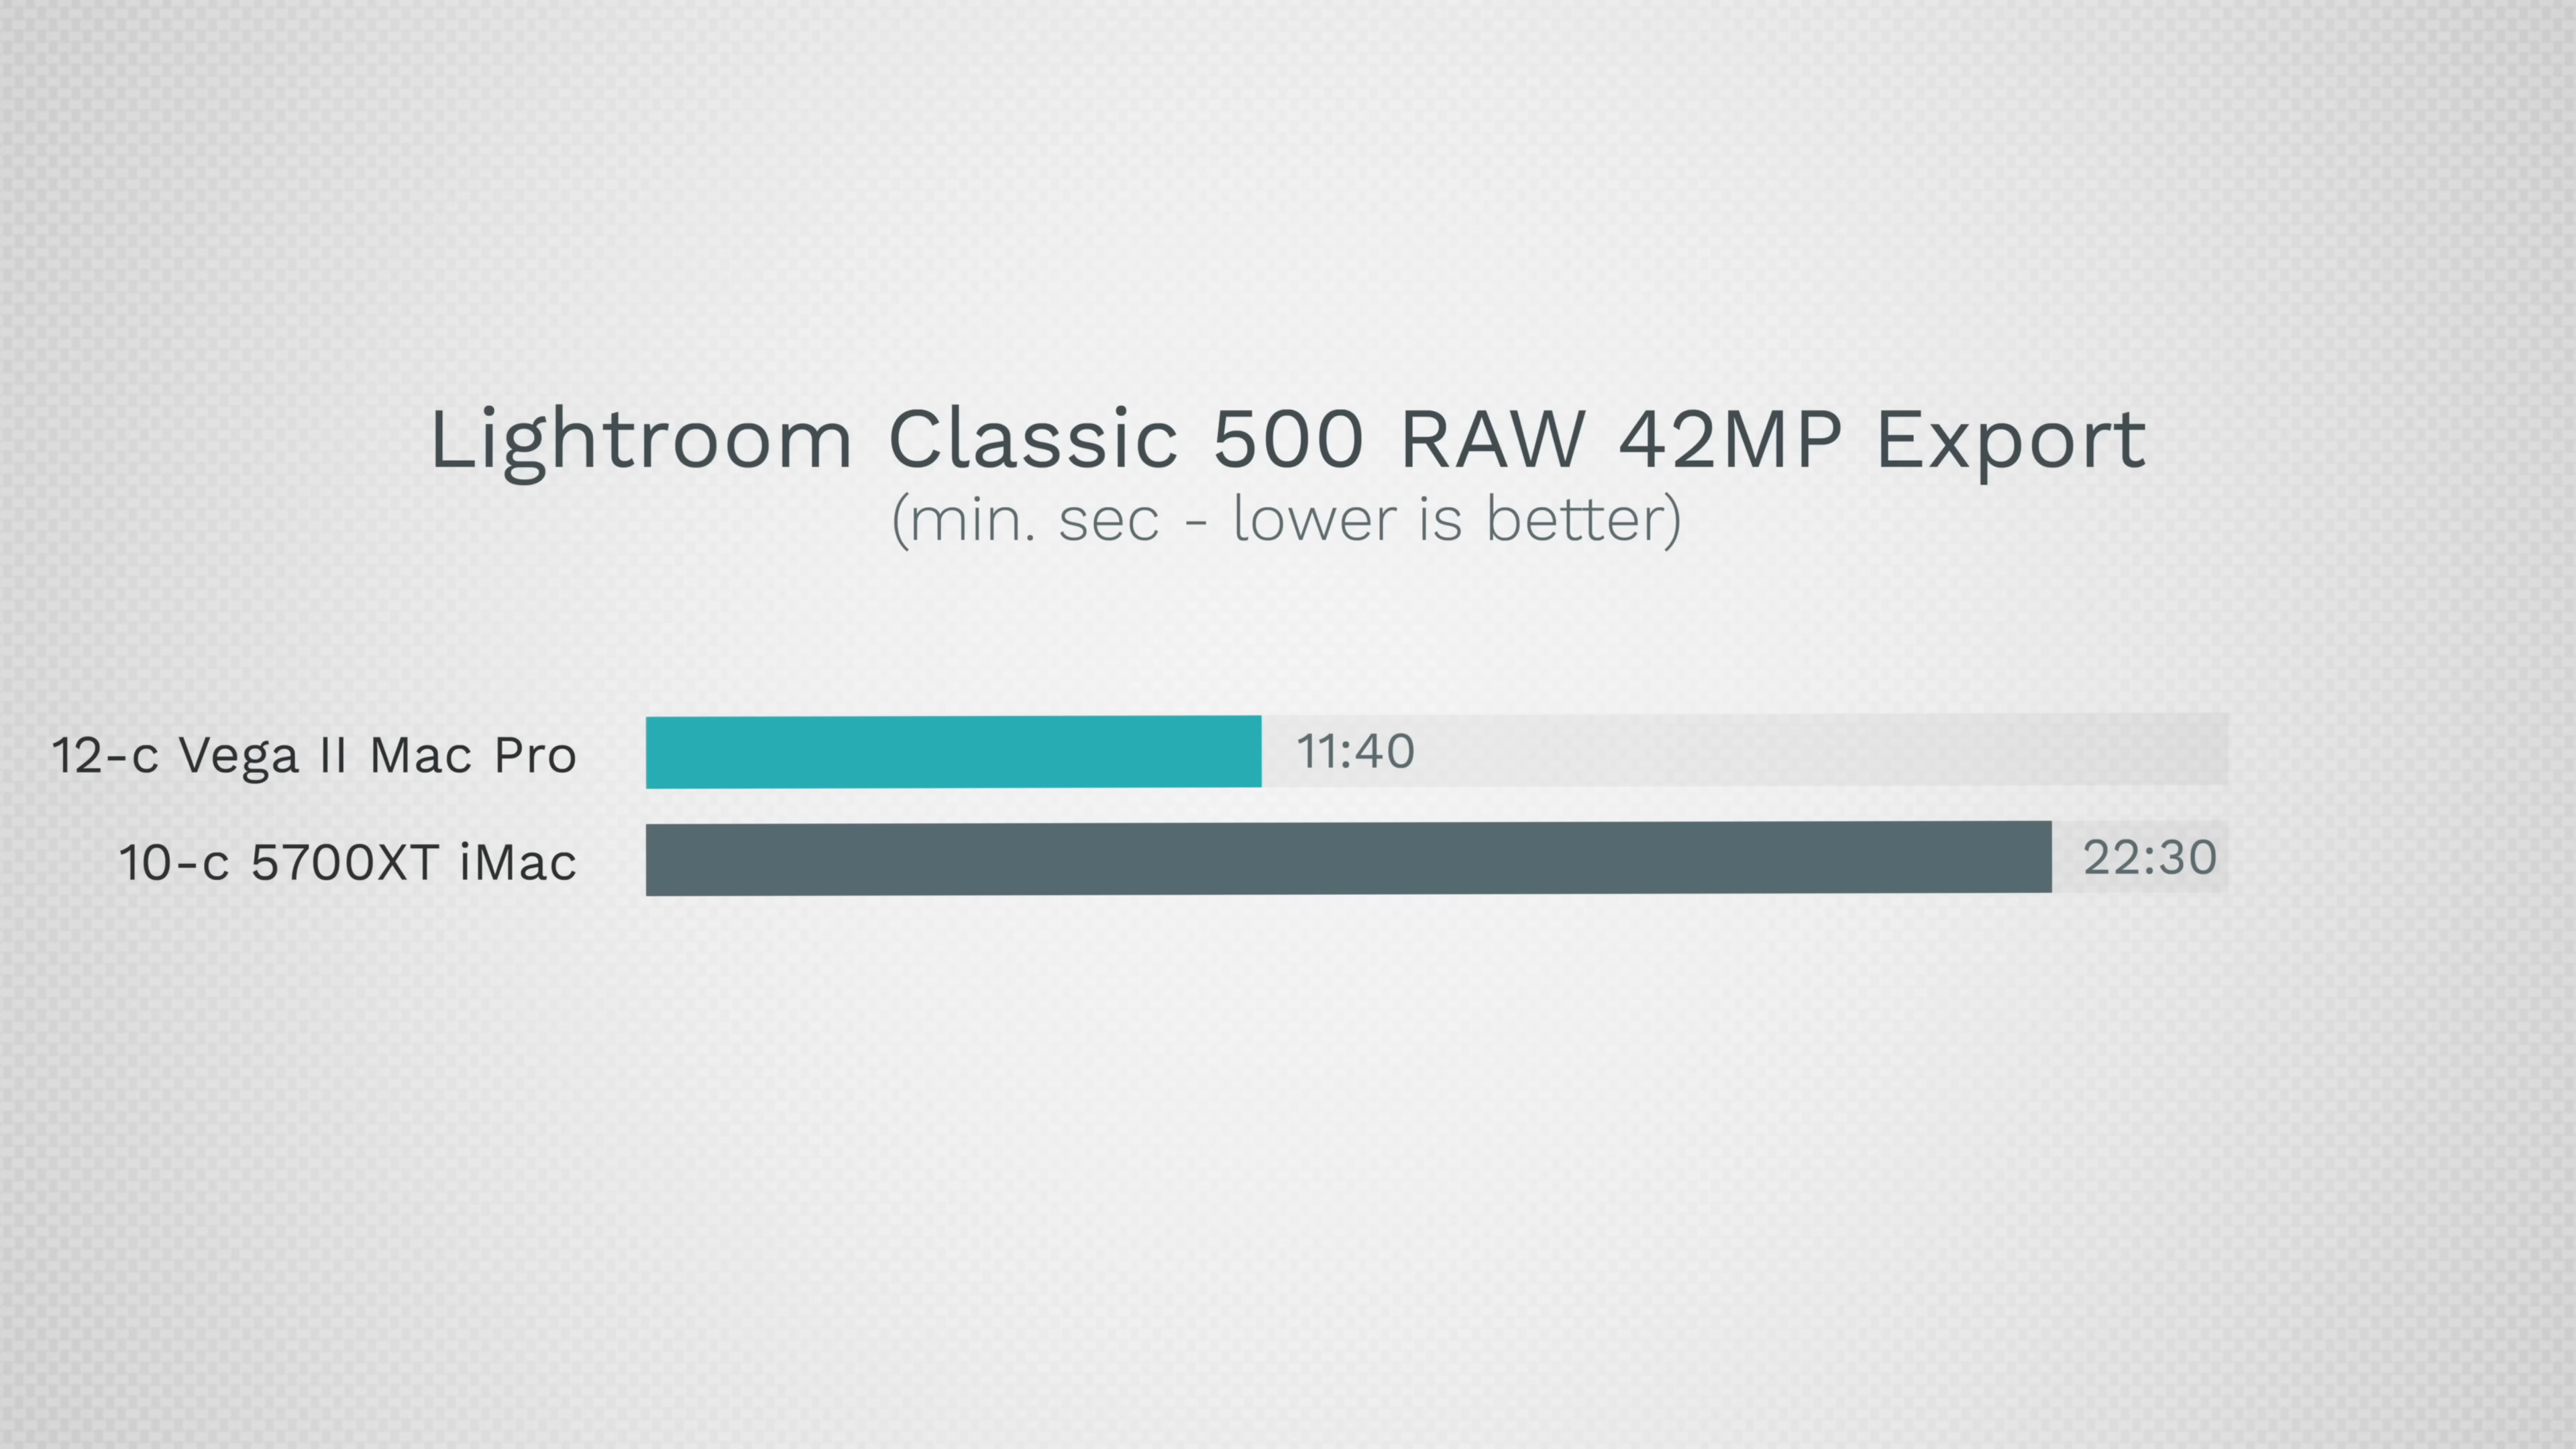 Lightroom Classic 500 RAW 42MP Export
(min. sec - lower is better)
12-c Vega II Mac Pro 11:40
10-c 5700XT iMac 22:30